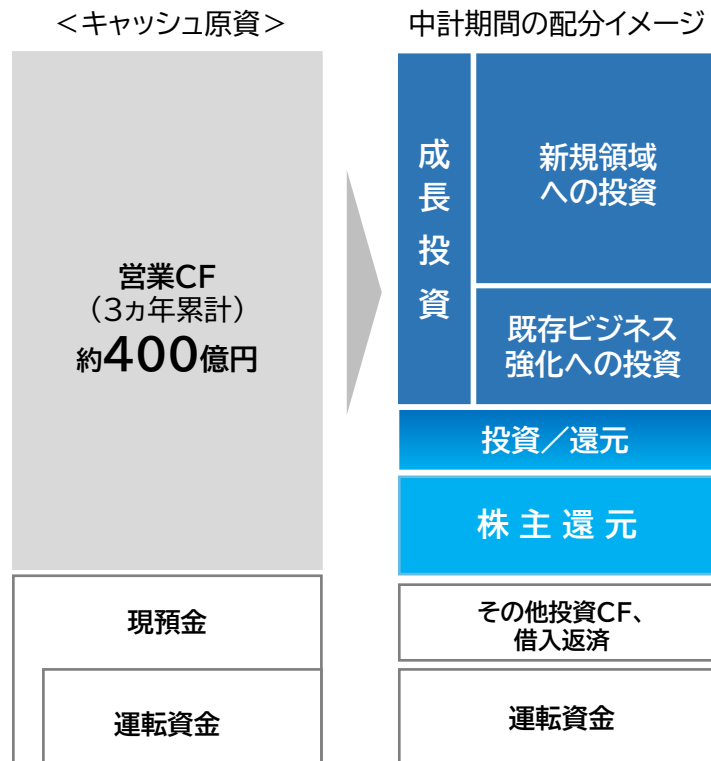 ＜キャッシュ原資＞
営業CF
（3ヵ年累計）
約400億円
現預金
運転資金
中計期間の配分イメージ
成長投資
新規領域
への投資
既存ビジネス
強化への投資
投資／還元
株主還元
その他投資CF、
借入返済
運転資金